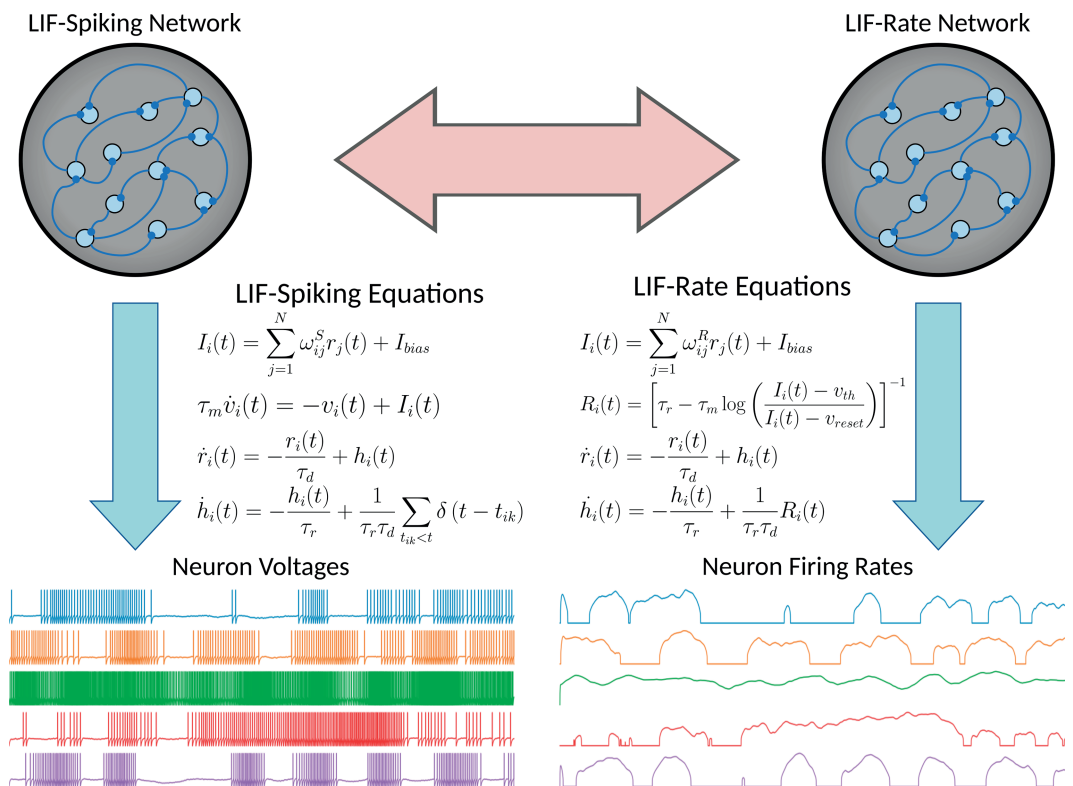 LIF-Spiking Network
LIF-Rate Network
LIF-Spiking Equations
I_i(t) = \sum_{j=1}^{N} \omega_{ij}^{S} r_j(t) + I_{bias}
\tau_m \dot{v}_i(t) = -v_i(t) + I_i(t)
\dot{r}_i(t) = -\frac{r_i(t)}{\tau_d} + h_i(t)
\dot{h}_i(t) = -\frac{h_i(t)}{\tau_r} + \frac{1}{\tau_r \tau_d} \sum_{t_{ik}<t} \delta(t - t_{ik})
LIF-Rate Equations
I_i(t) = \sum_{j=1}^{N} \omega_{ij}^{R} r_j(t) + I_{bias}
R_i(t) = \left[ \tau_r - \tau_m \log \left( \frac{I_i(t) - v_{th}}{I_i(t) - v_{reset}} \right) \right]^{-1}
\dot{r}_i(t) = -\frac{r_i(t)}{\tau_d} + h_i(t)
\dot{h}_i(t) = -\frac{h_i(t)}{\tau_r} + \frac{1}{\tau_r \tau_d} R_i(t)
Neuron Voltages
Neuron Firing Rates